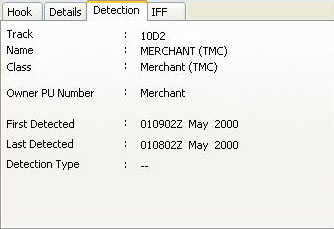 Hook Details Detection IFF
Track : 10D2
Name : MERCHANT (TMC)
Class : Merchant (TMC)
Owner PU Number : Merchant
First Detected : 010902Z May 2000
Last Detected : 010802Z May 2000
Detection Type : --